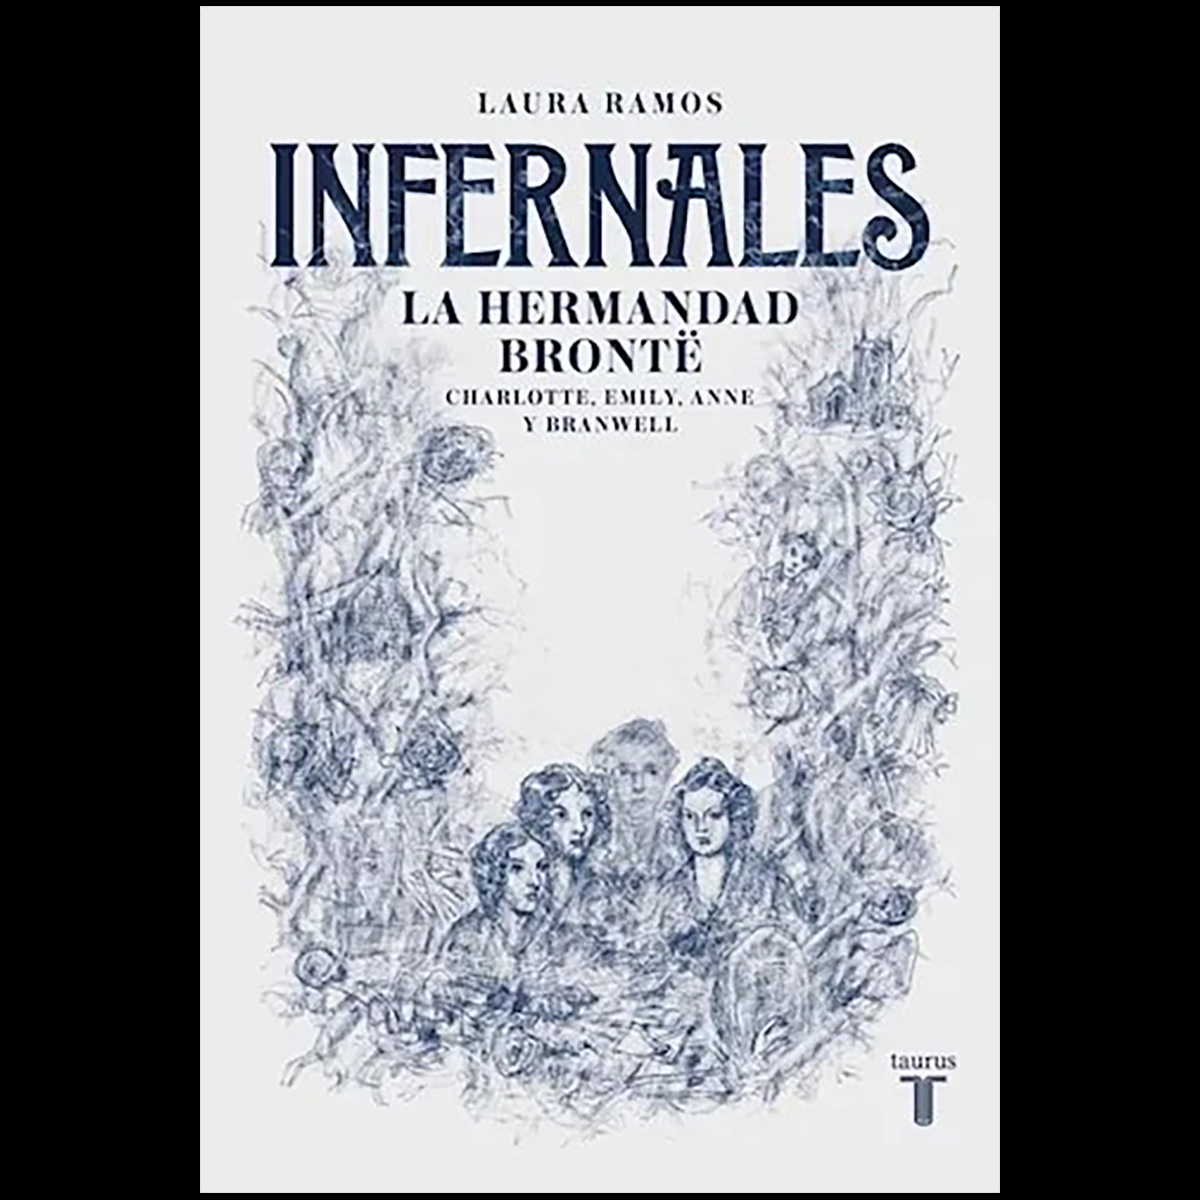 LAURA RAMOS
INFERNALES
LA HERMANDAD
BRONTË
CHARLOTTE, EMILY, ANNE
Y BRANWELL
taurus